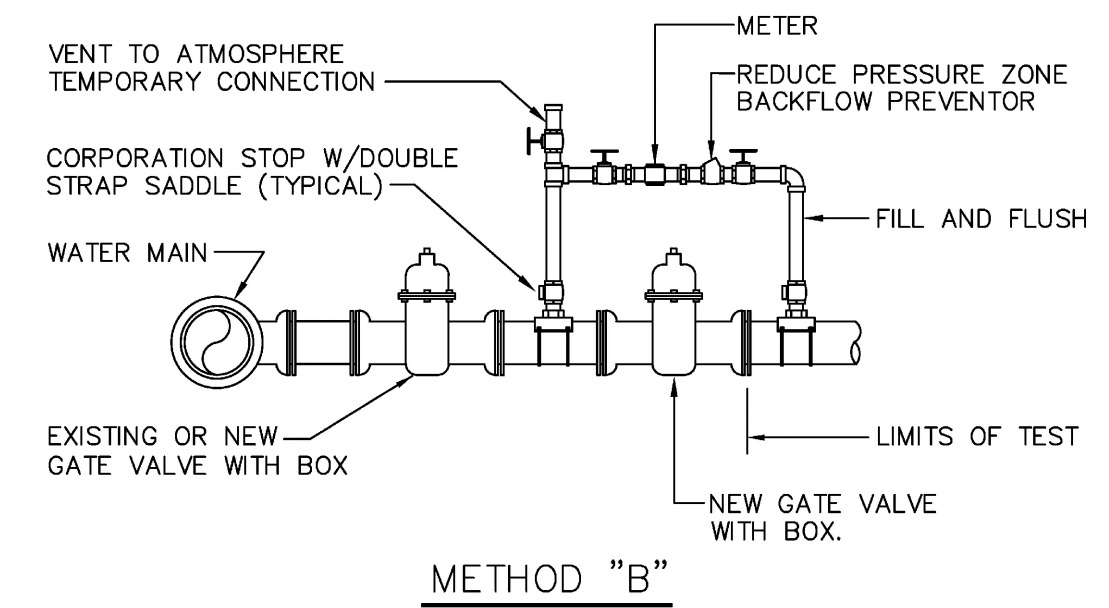 METER
VENT TO ATMOSPHERE
TEMPORARY CONNECTION
REDUCE PRESSURE ZONE
BACKFLOW PREVENTOR
CORPORATION STOP W/DOUBLE
STRAP SADDLE (TYPICAL)
FILL AND FLUSH
WATER MAIN
EXISTING OR NEW
GATE VALVE WITH BOX
LIMITS OF TEST
NEW GATE VALVE
WITH BOX.
METHOD "B"